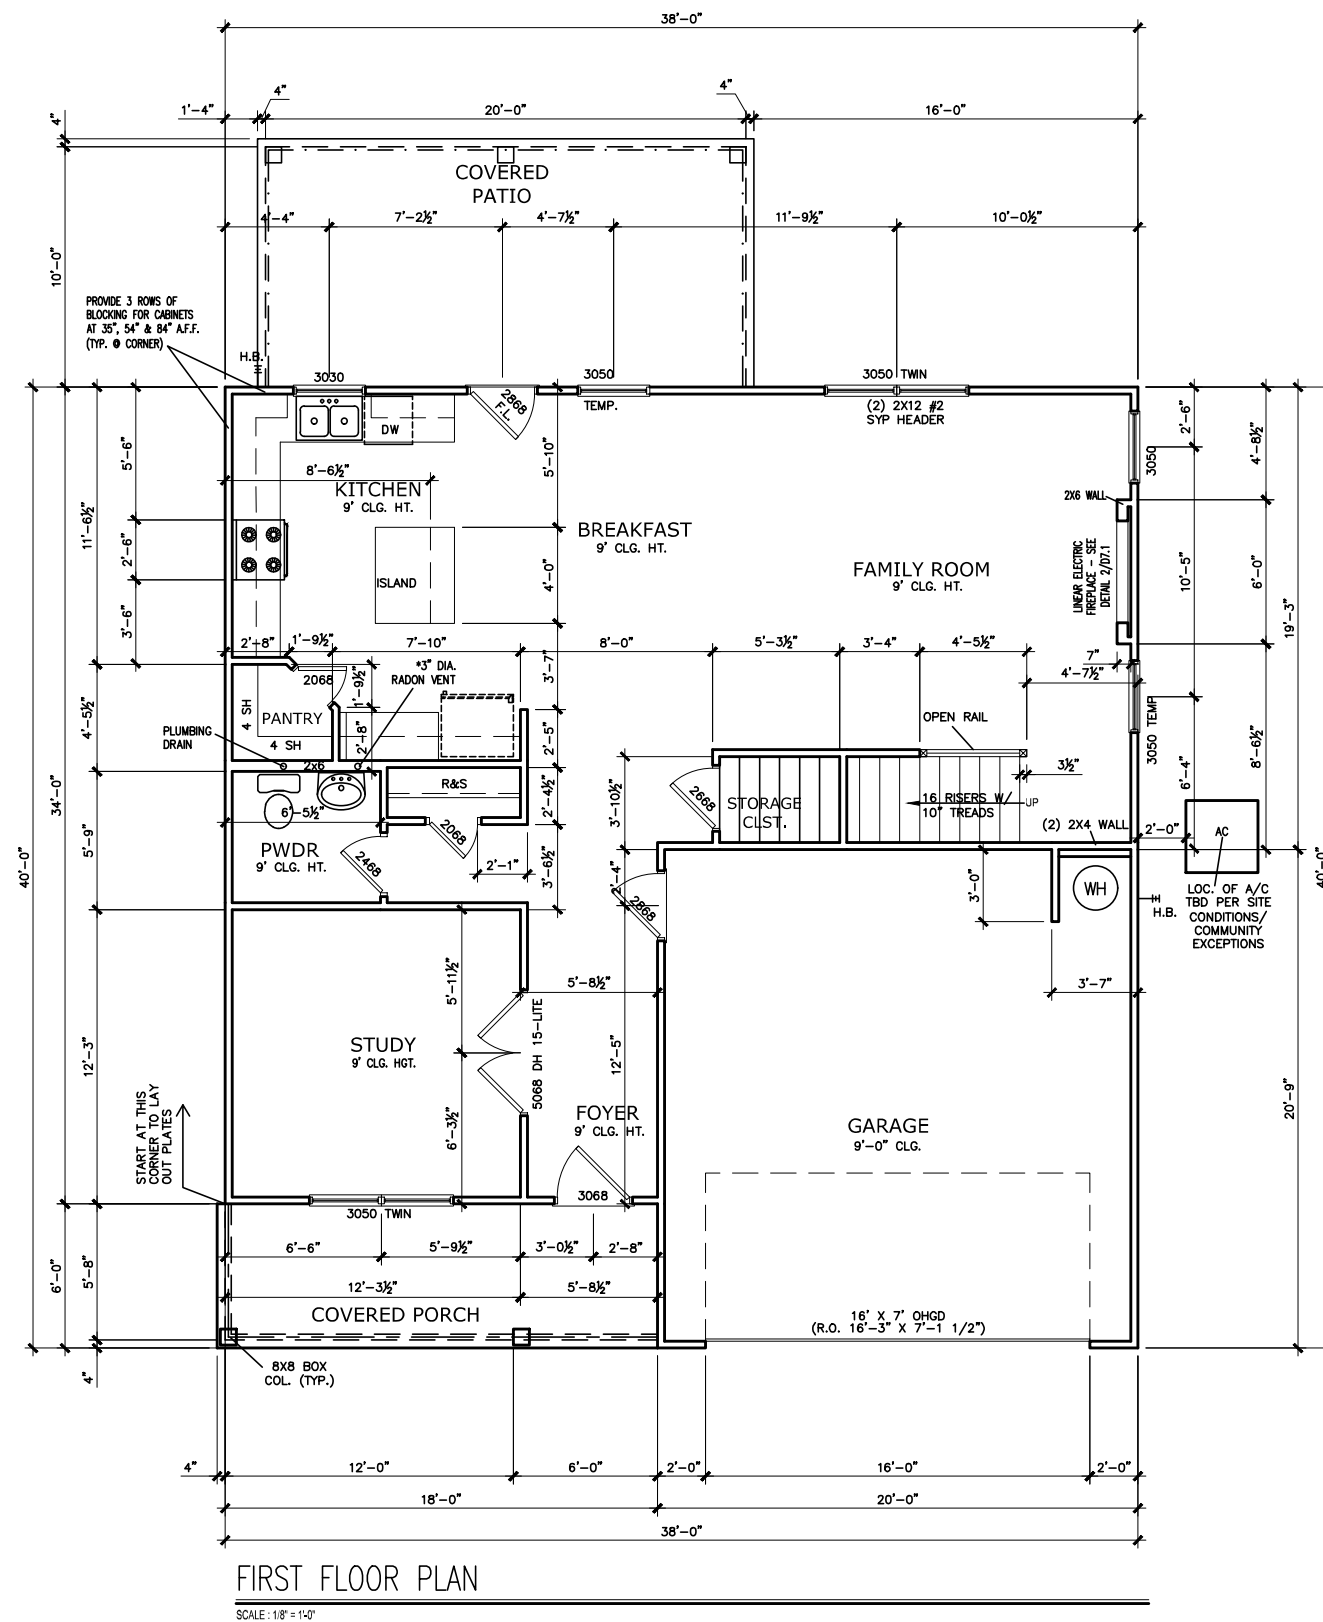 38'-0"
4"
4"
1'-4"
20'-0"
16'-0"
4"
COVERED
PATIO
4'-4"
7'-2½"
4'-7½"
11'-9½"
10'-0½"
10'-0"
PROVIDE 3 ROWS OF
BLOCKING FOR CABINETS
AT 35", 54" & 84" A.F.F.
(TYP. @ CORNER)
H.B.
3030
2868
F.L.
3050
TEMP.
3050 TWIN
(2) 2X12 #2
SYP HEADER
DW
2'-6"
4'-8½"
5'-6"
8'-6½"
5'-10"
3050
KITCHEN
9' CLG. HT.
2X6 WALL
11'-6½"
BREAKFAST
9' CLG. HT.
2'-6"
ISLAND
4'-0"
FAMILY ROOM
9' CLG. HT.
LINEAR ELECTRIC
FIREPLACE - SEE
DETAIL 2/D7.1
10'-5"
6'-0"
19'-3"
3'-6"
2'-8"
1'-9½"
7'-10"
8'-0"
5'-3½"
3'-4"
4'-5½"
7"
4'-7½"
2068
1'-9½"
*3" DIA.
RADON VENT
3'-7"
4'-5½"
4 SH
PANTRY
4 SH
2'-8"
PLUMBING
DRAIN
2x6
2'-5"
OPEN RAIL
3050 TEMP
6'-4"
8'-6½"
34'-0"
40'-0"
R&S
2'-4½"
3'-10½"
2668
STORAGE
CLST.
16 RISERS W/
10" TREADS
UP
3½"
(2) 2X4 WALL
2'-0"
AC
6'-5½"
5'-9"
PWDR
9' CLG. HT.
2468
2068
2'-1"
3'-6½"
2'-4"
2868
3'-0"
WH
H.B.
LOC. OF A/C
TBD PER SITE
CONDITIONS/
COMMUNITY
EXCEPTIONS
40'-0"
5'-11½"
5'-8½"
3'-7"
STUDY
9' CLG. HGT.
5068 DH 15-LITE
12'-5"
12'-3"
START AT THIS
CORNER TO LAY
OUT PLATES
6'-3½"
FOYER
9' CLG. HT.
GARAGE
9'-0" CLG.
20'-9"
3068
3050 TWIN
6'-6"
5'-9½"
3'-0½"
2'-8"
6'-0"
5'-8"
12'-3½"
5'-8½"
COVERED PORCH
16' X 7' OHGD
(R.O. 16'-3" X 7'-1 1/2")
4"
8X8 BOX
COL. (TYP.)
4"
12'-0"
6'-0"
2'-0"
16'-0"
2'-0"
18'-0"
20'-0"
38'-0"
FIRST FLOOR PLAN
SCALE : 1/8" = 1'-0"